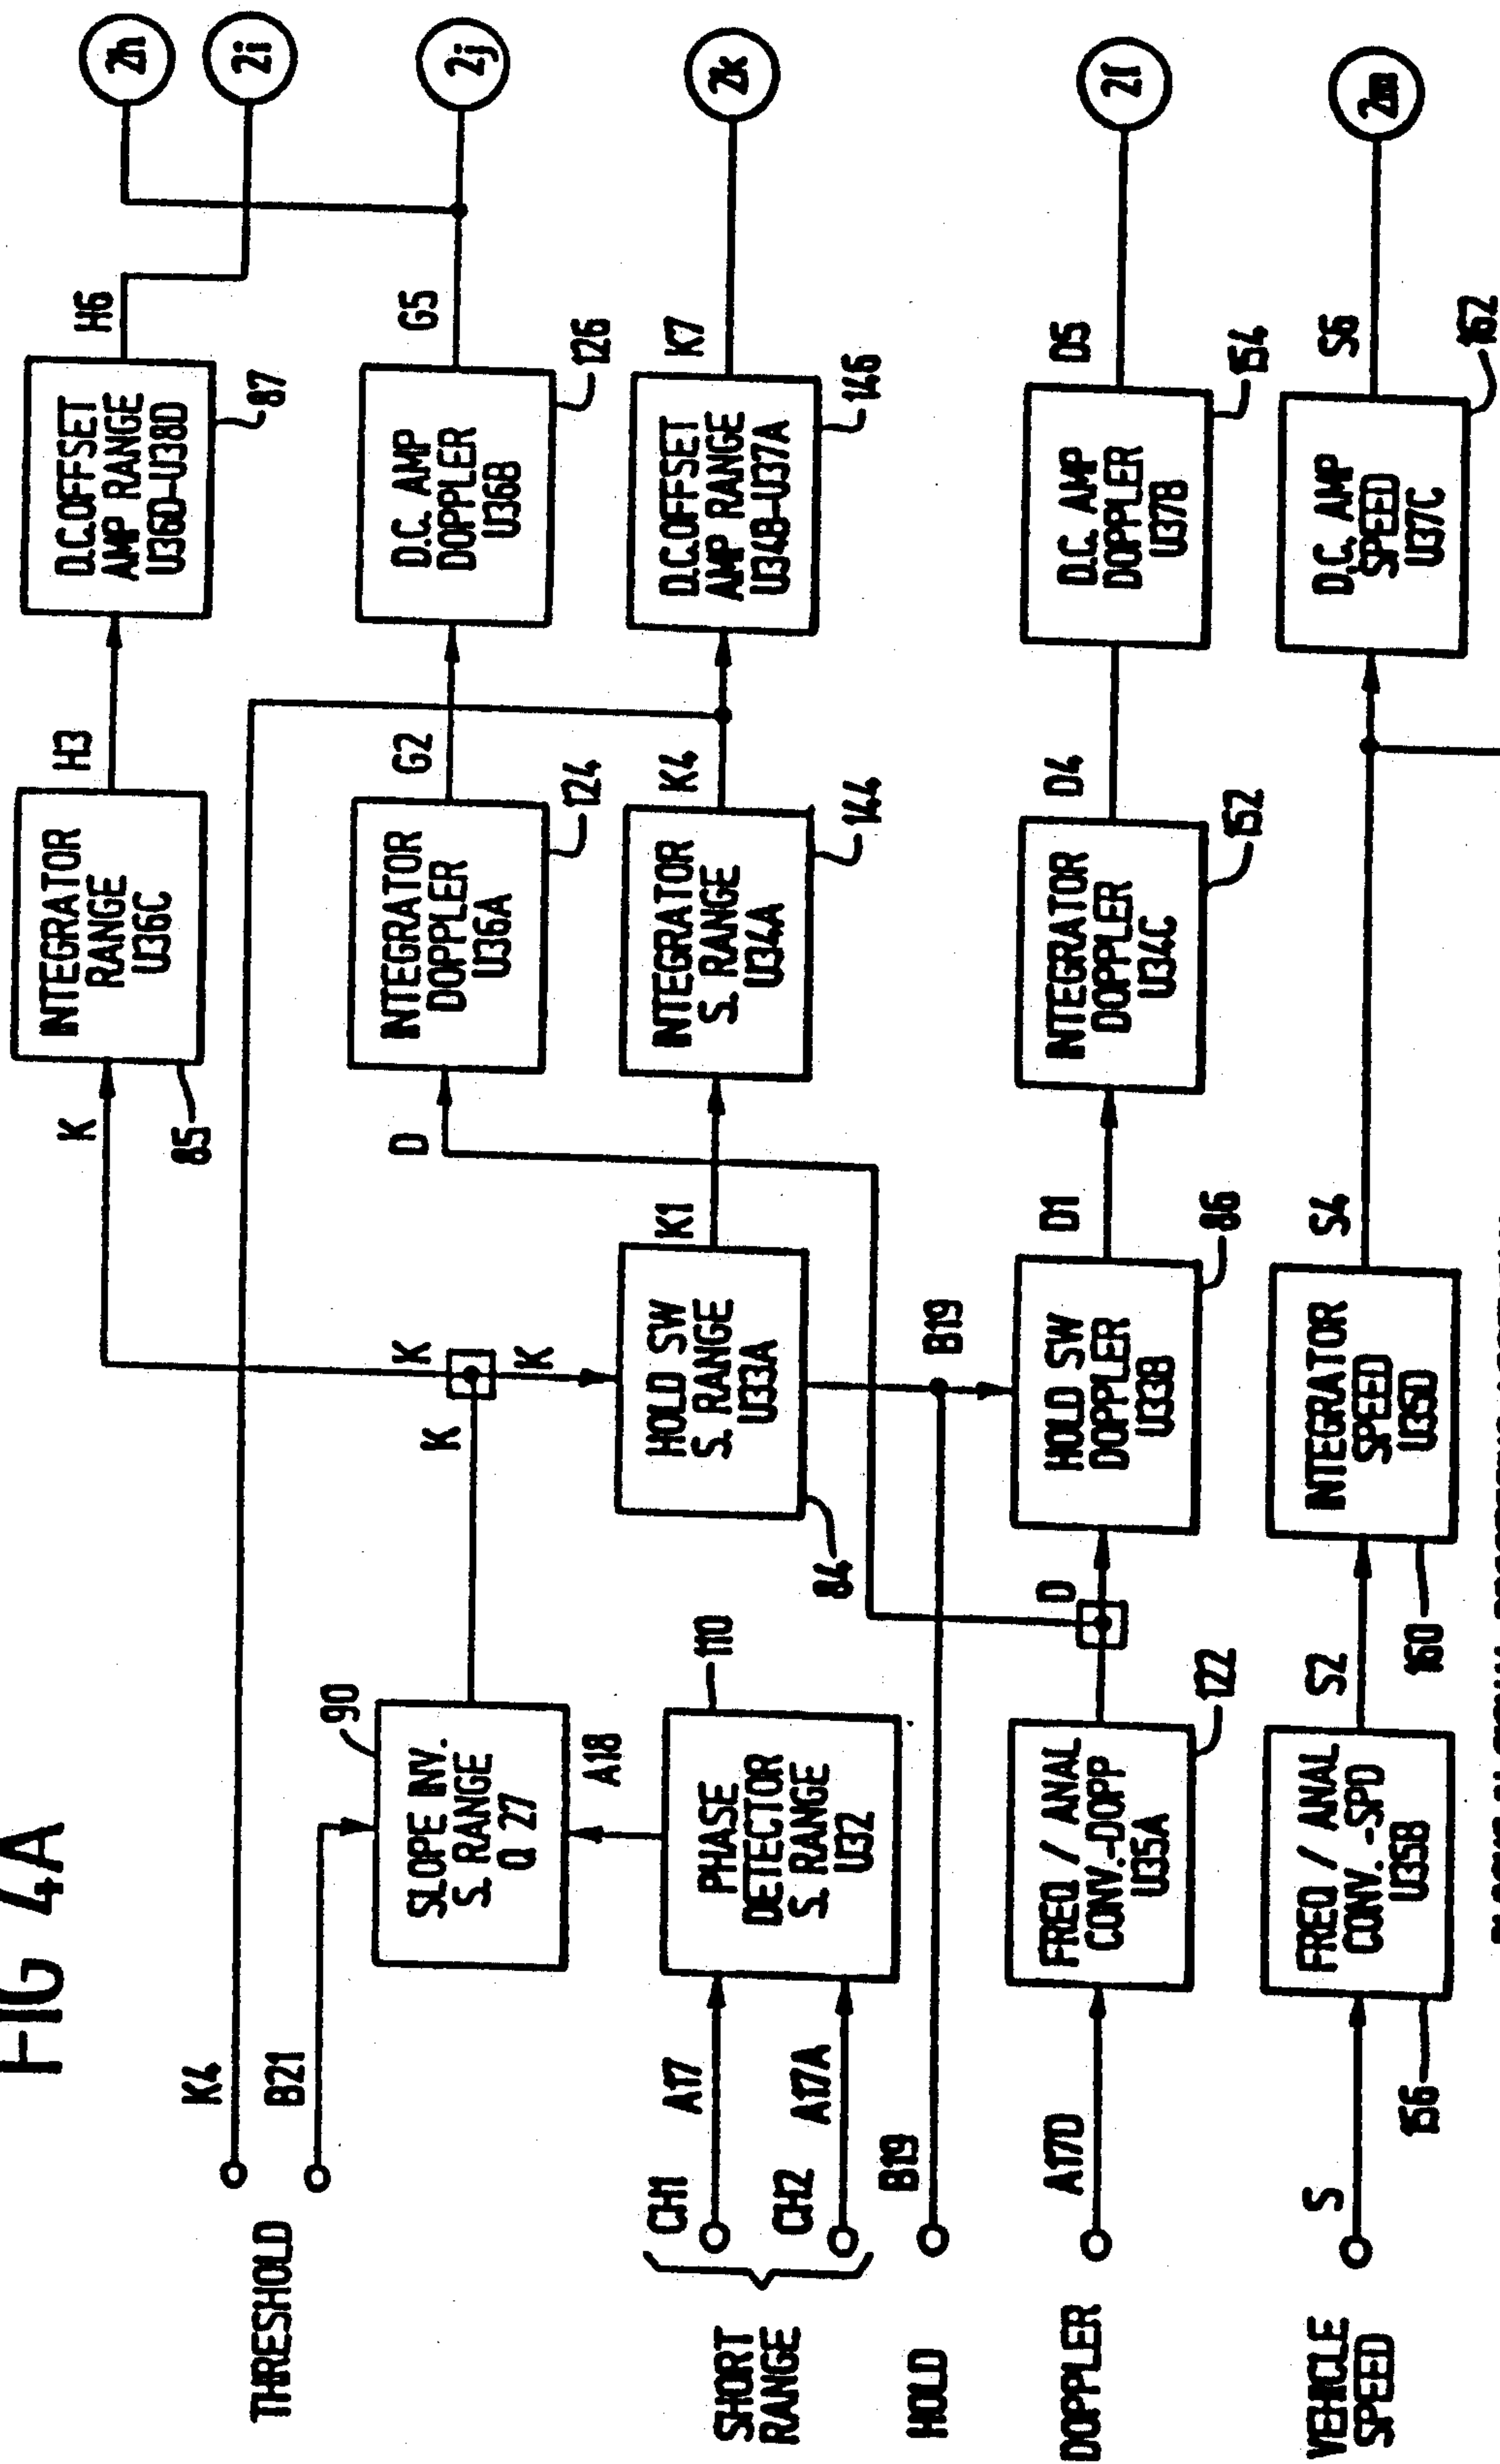 FIG 4A
THRESHOLD
K4
B21
SHORT
RANGE
CH1
A17
CH2
A17A
HOLD
B19
DOPPLER
A17D
VEHICLE
SPEED
S
90
SLOPE INV.
S. RANGE
Q 27
A18
110
PHASE
DETECTOR
S. RANGE
U32
FREQ / ANAL
CONV.-DOPP
U35A
122
FREQ / ANAL
CONV. -SPD
U35B
156
K
K
K
HOLD SW
S. RANGE
U33A
84
K1
B19
D
HOLD SW
DOPPLER
U33B
86
D1
S2
INTEGRATOR
SPEED
U35D
160
S4
K
INTEGRATOR
RANGE
U36C
85
H3
D
INTEGRATOR
DOPPLER
U36A
124
G2
INTEGRATOR
S. RANGE
U34A
144
K4
INTEGRATOR
DOPPLER
U34C
152
D4
D.C.OFFSET
AMP RANGE
U36D-U38D
87
H6
D.C. AMP
DOPPLER
U36B
126
G5
D.C.OFFSET
AMP RANGE
U34B-U37A
146
K7
D.C. AMP
DOPPLER
U37B
154
D5
D.C. AMP
SPEED
U37C
162
S6
2h
2i
2j
2k
2l
2m